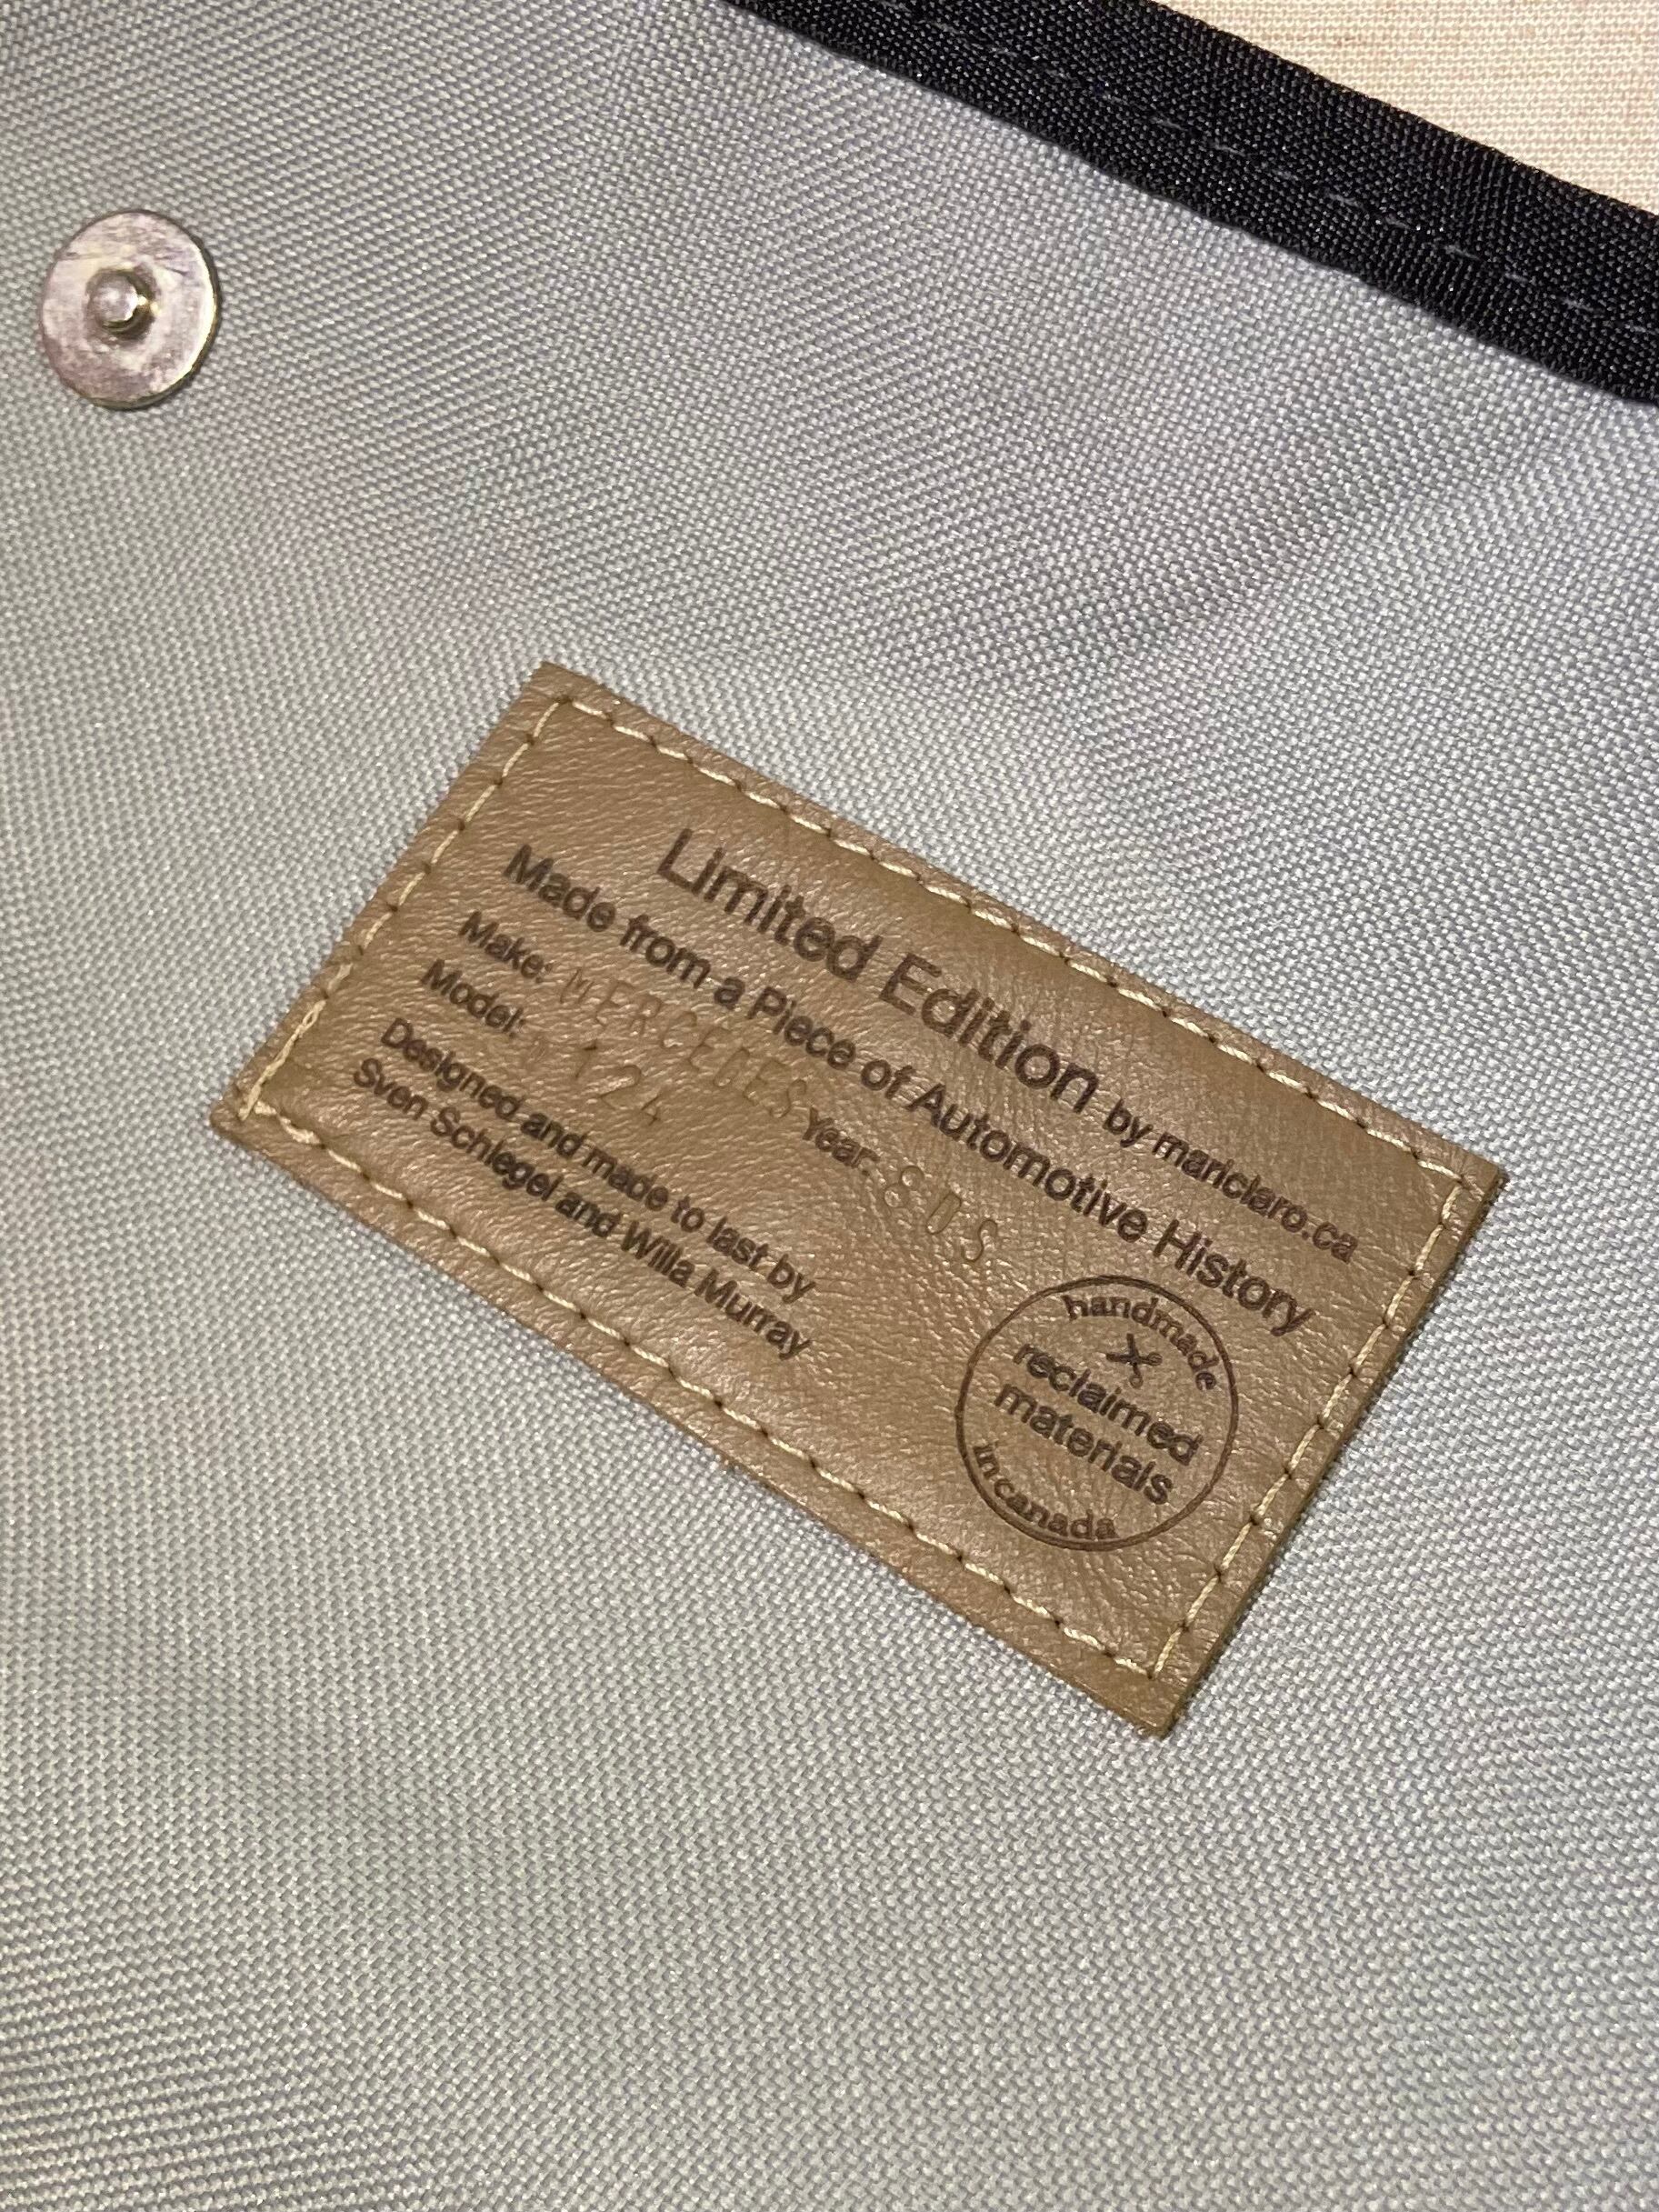 Limited Edition by mariclaro.ca
Made from a Piece of Automotive History
Make: MERCEDES Year: 80S
Model: 124
Designed and made to last by
Sven Schlegel and Willa Murray
handmade
reclaimed
materials
in canada